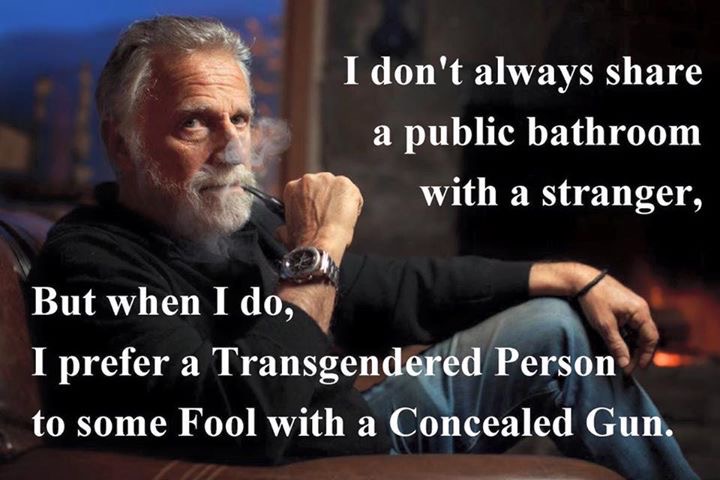 I don't always share
a public bathroom
with a stranger,
But when I do,
I prefer a Transgendered Person
to some Fool with a Concealed Gun.